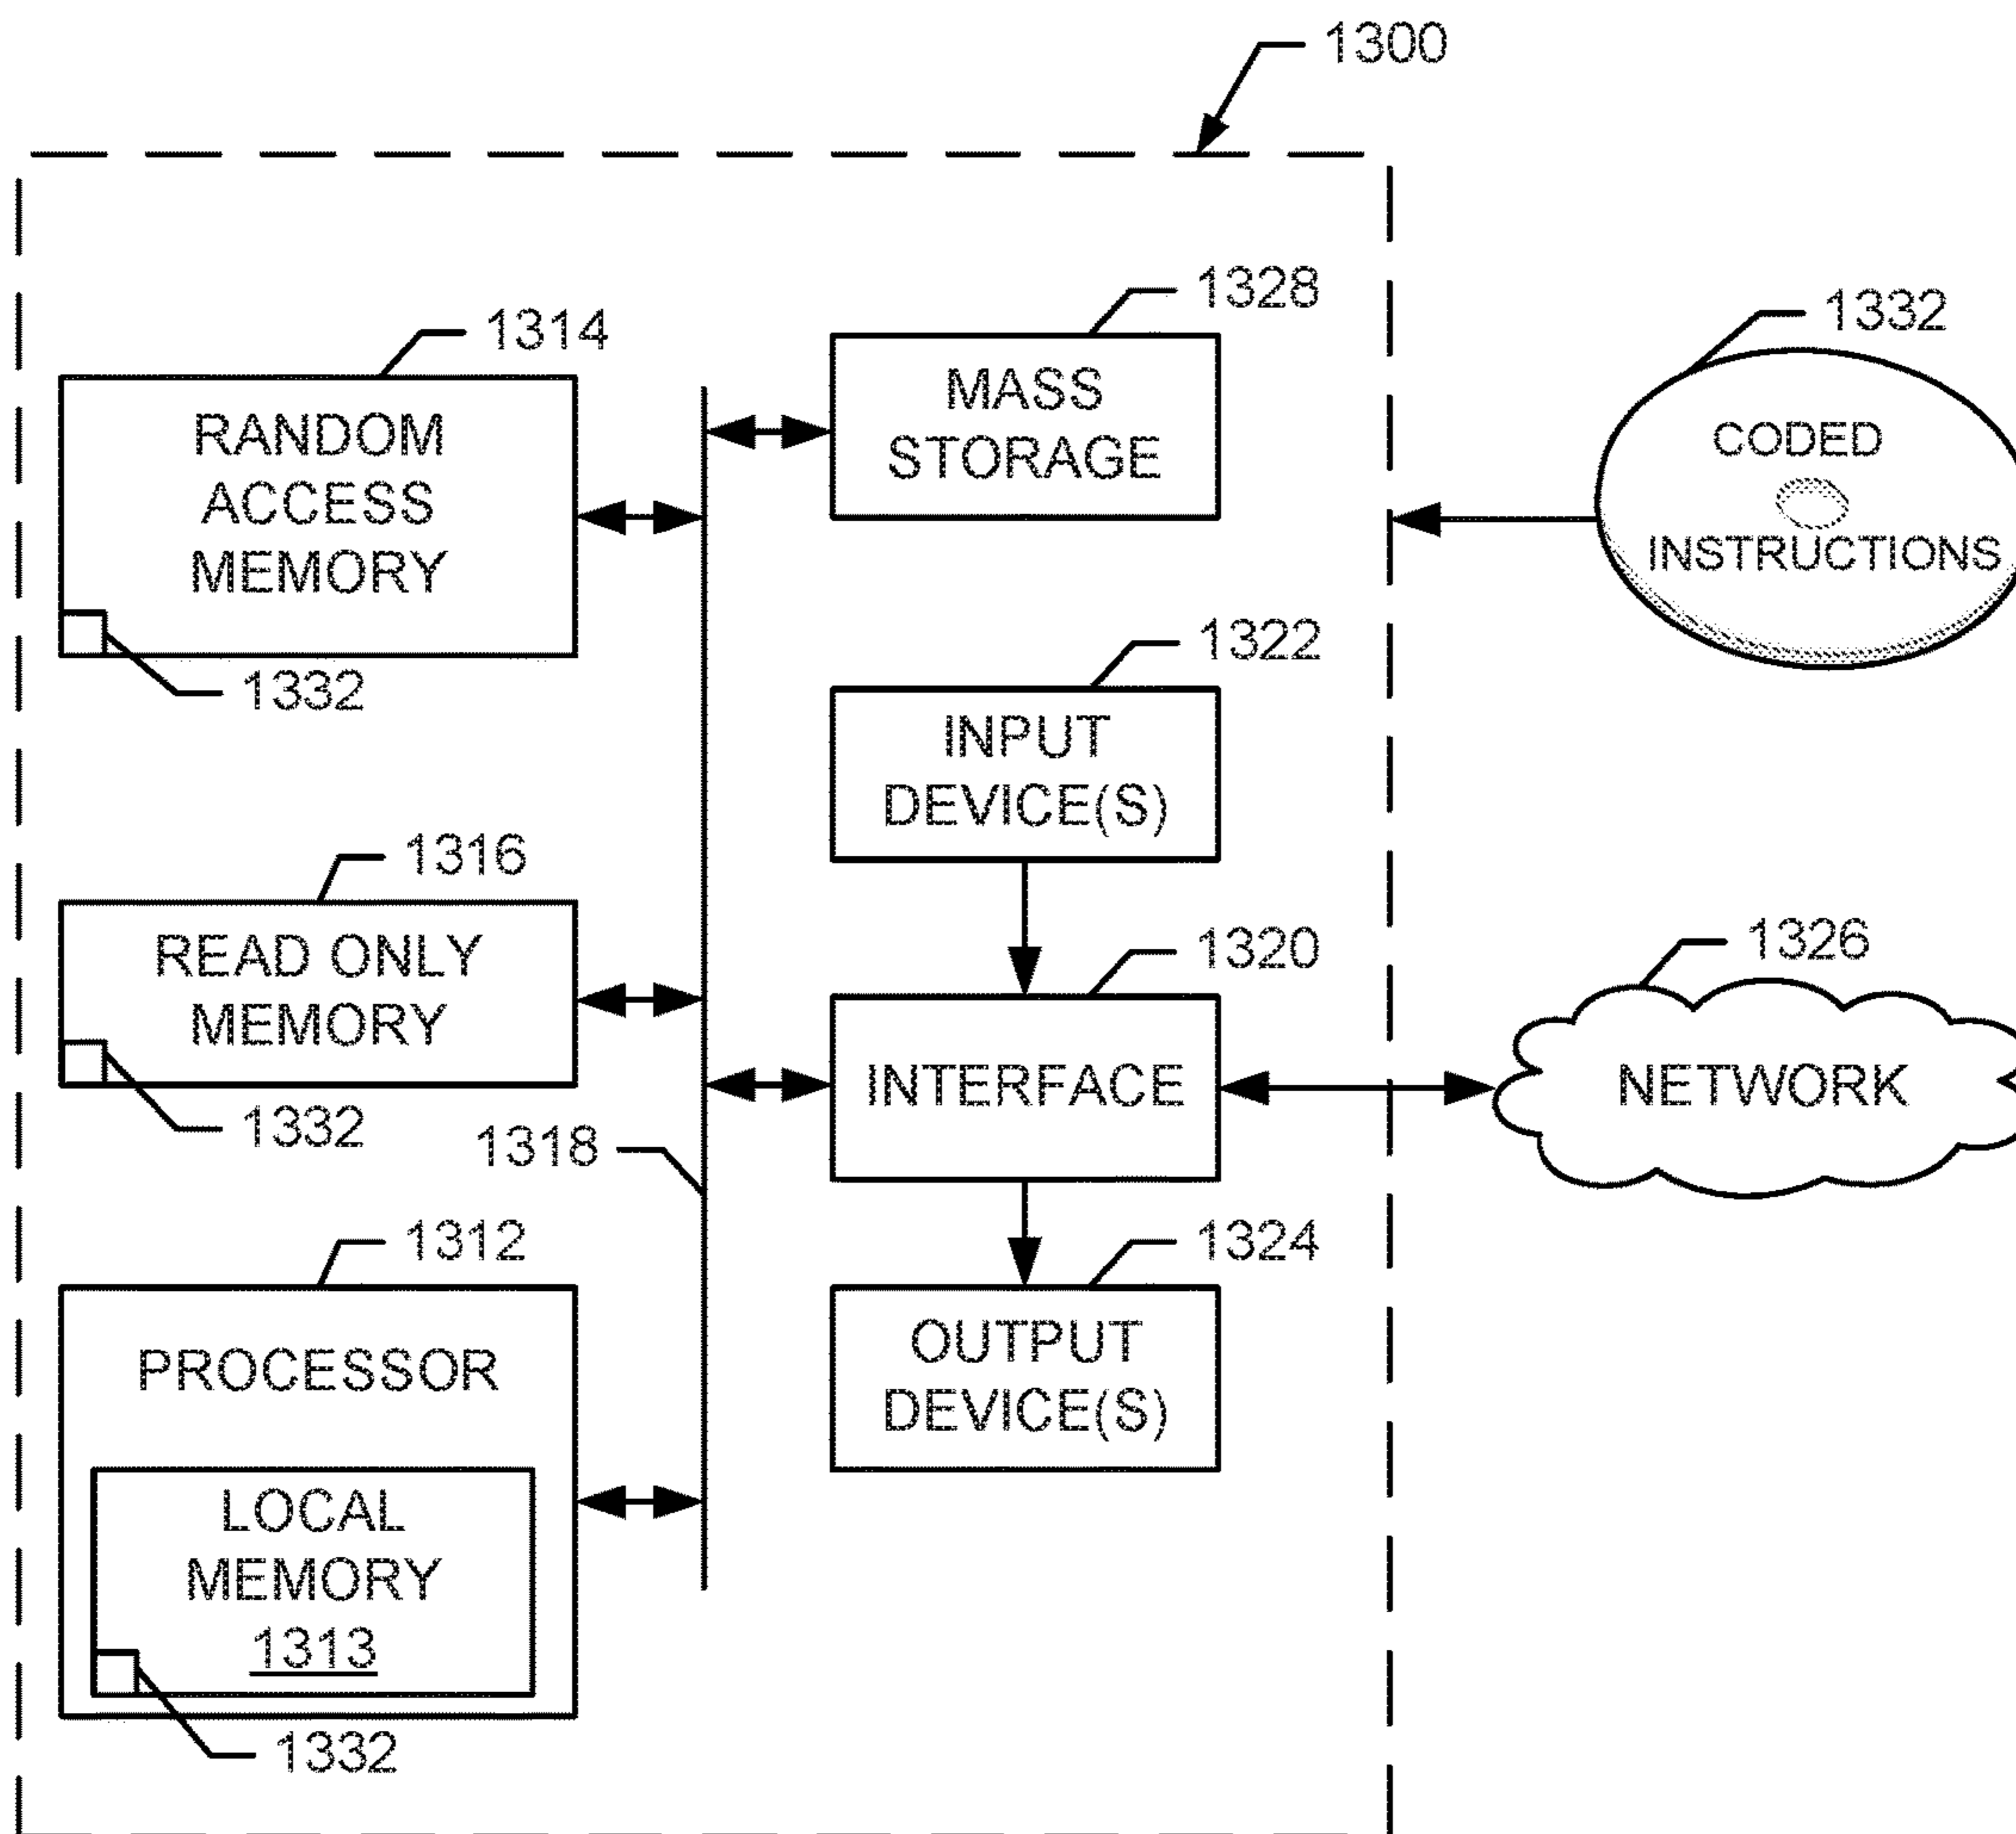 1300
1328
1314
MASS
STORAGE
RANDOM
ACCESS
MEMORY
1332
1332
CODED
INSTRUCTIONS
1322
INPUT
DEVICE(S)
1316
READ ONLY
MEMORY
1332
1320
INTERFACE
1326
NETWORK
1318
1312
PROCESSOR
LOCAL
MEMORY
1313
1332
1324
OUTPUT
DEVICE(S)